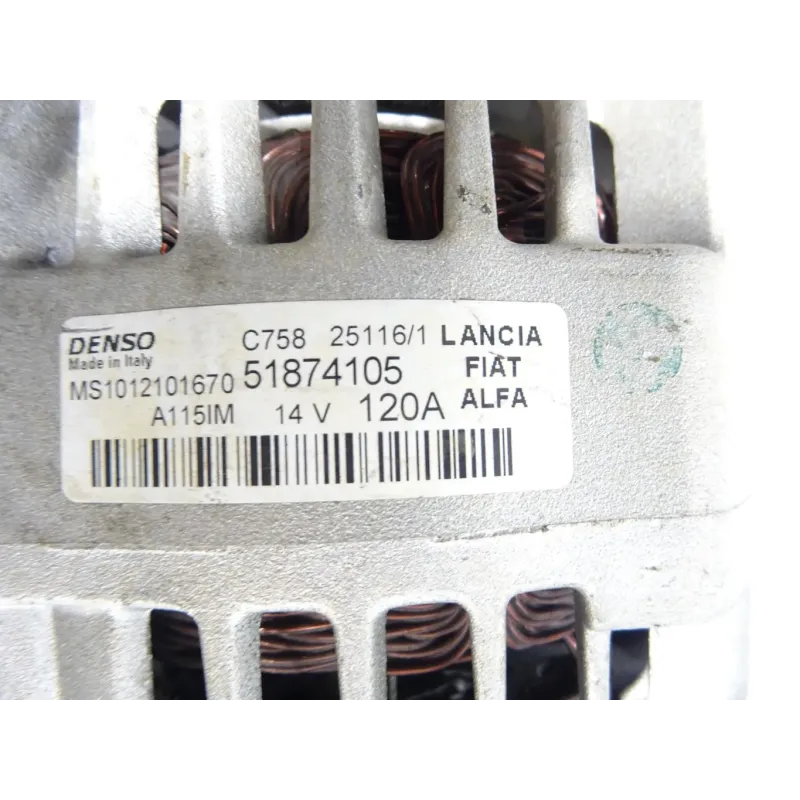 DENSO C758 25116/1 LANCIA
Made in Italy
MS1012101670 51874105 FIAT
A115IM 14 V 120A ALFA